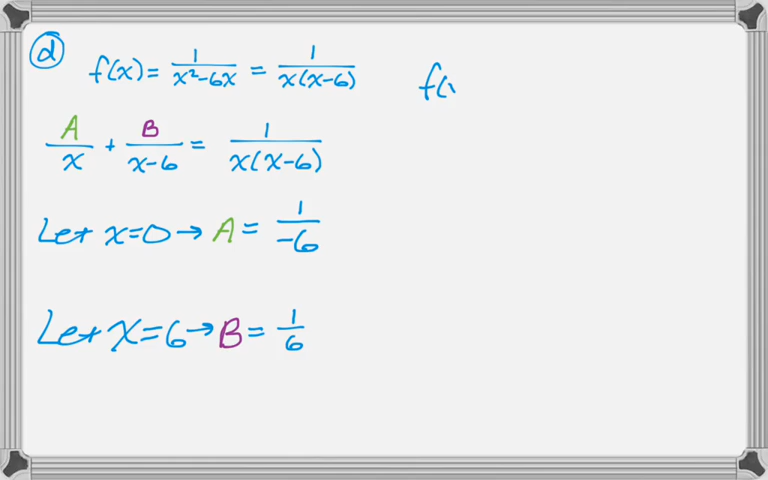 d f(x) = 1/(x²-6x) = 1/(x(x-6))
A/x + B/(x-6) = 1/(x(x-6))
Let x=0 → A = 1/-6
Let x=6 → B = 1/6
f(